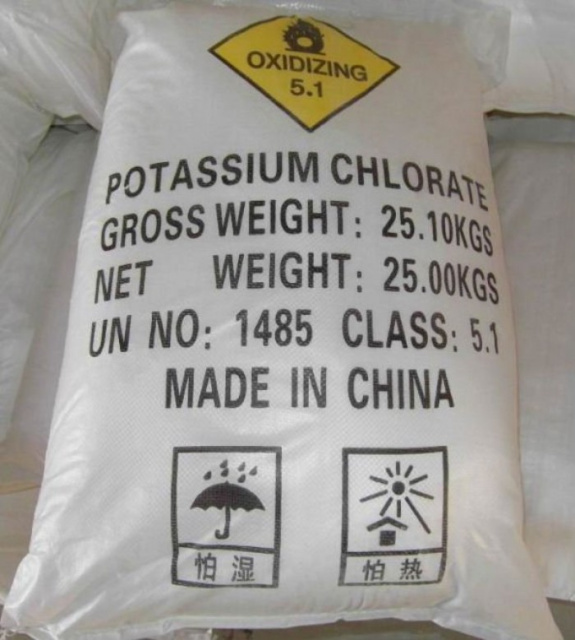 OXIDIZING
5.1
POTASSIUM CHLORATE
GROSS WEIGHT: 25.10KGS
NET WEIGHT: 25.00KGS
UN NO: 1485 CLASS: 5.1
MADE IN CHINA
怕湿 怕热